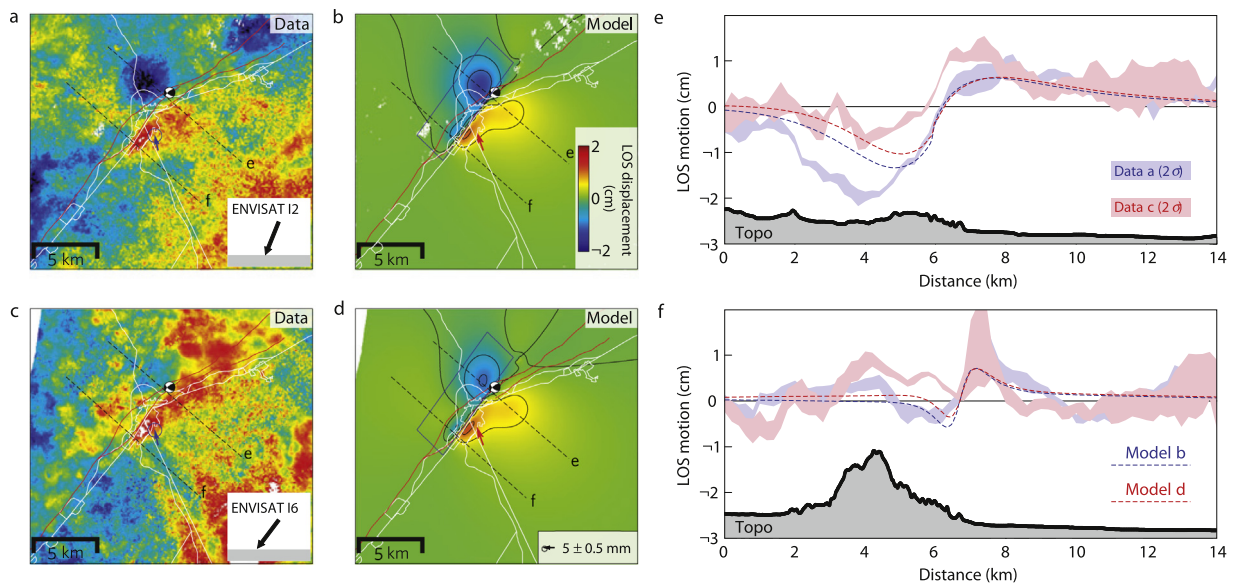 a
Data
ENVISAT I2
5 km
e
f
b
Model
LOS displacement
(cm)
2
0
−2
5 km
e
f
c
Data
ENVISAT I6
5 km
e
f
d
Model
5 km
5 ± 0.5 mm
e
f
e
LOS motion (cm)
1
0
−1
−2
−3
Data a (2σ)
Data c (2σ)
Topo
0 2 4 6 8 10 12 14
Distance (km)
f
LOS motion (cm)
1
0
−1
−2
−3
Model b
Model d
Topo
0 2 4 6 8 10 12 14
Distance (km)